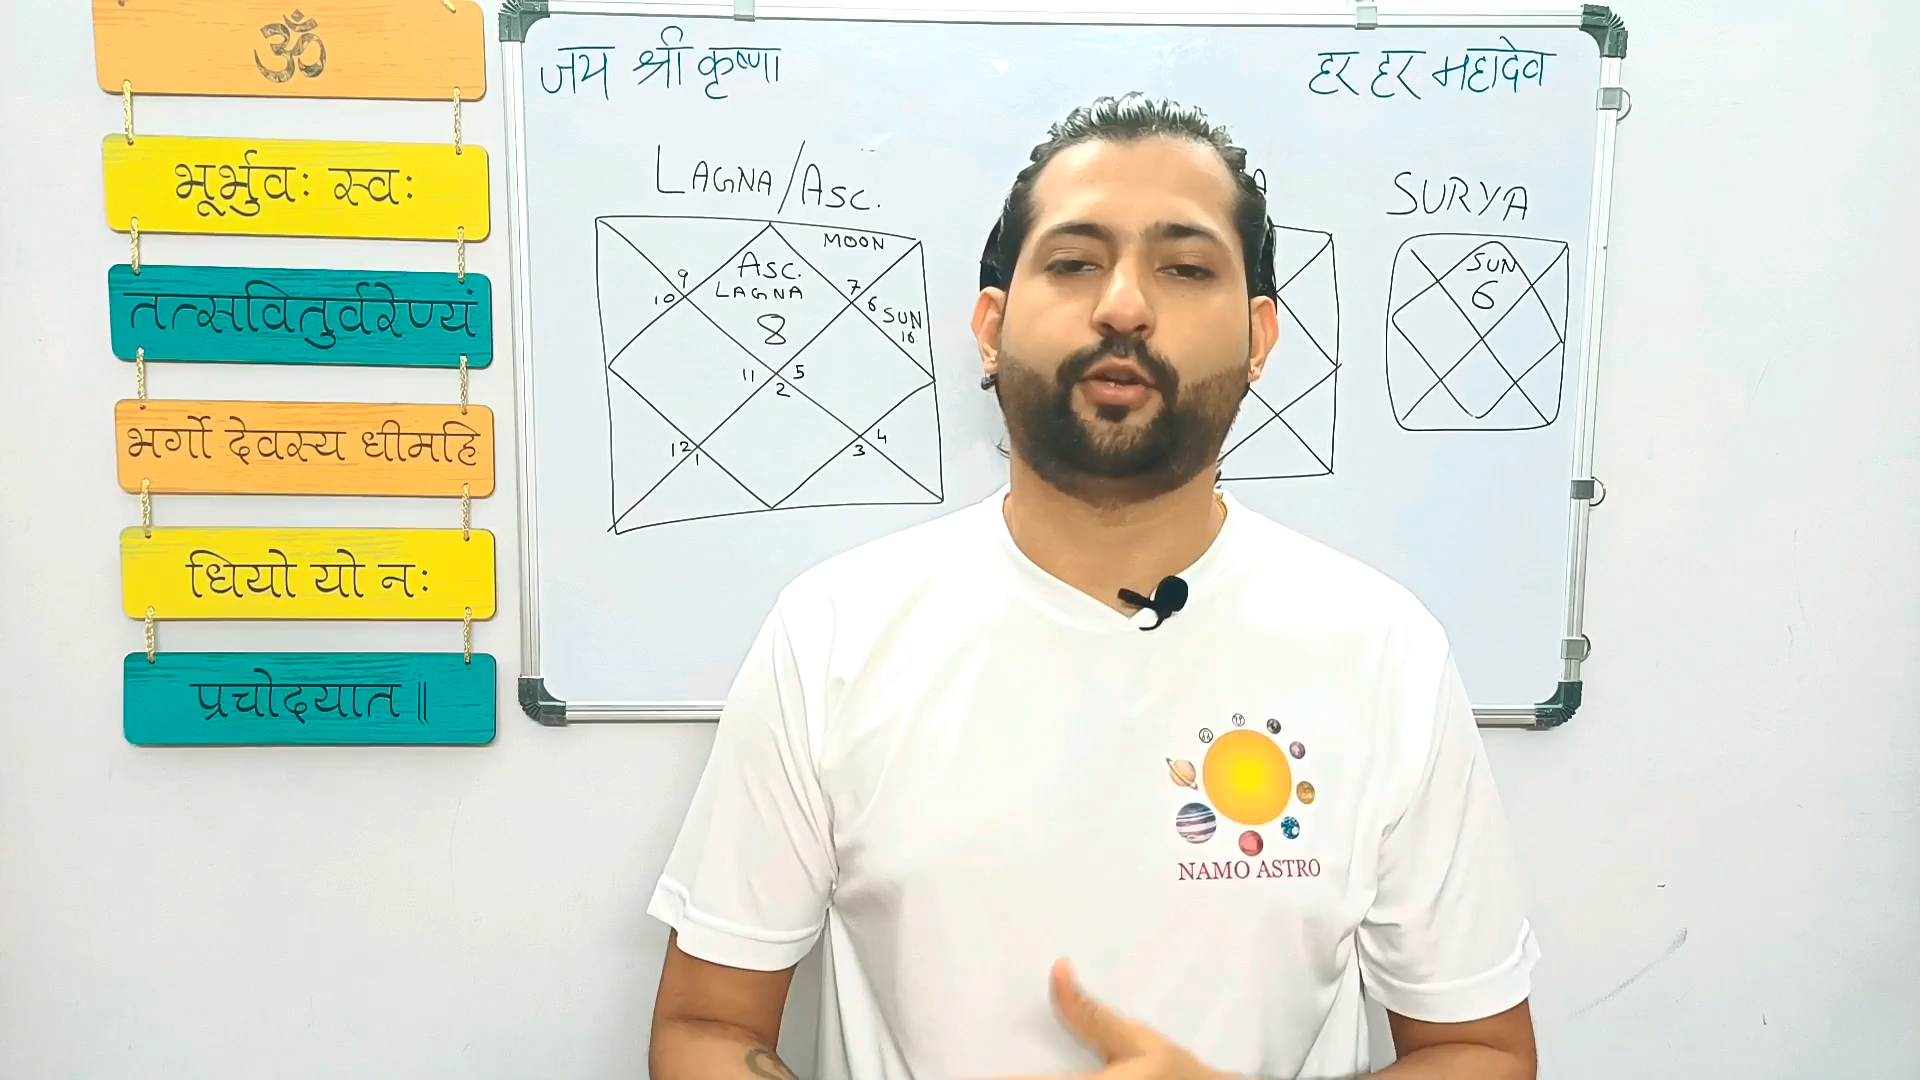 ॐ
भूर्भुवः स्वः
तत्सवितुर्वरेण्यं
भर्गो देवस्य धीमहि
धियो यो नः
प्रचोदयात॥
जय श्री कृष्णा
हर हर महादेव
LAGNA/ASC.
MOON
ASC.
LAGNA
8
9
10
7
6
SUN
16
11
5
2
12
1
4
3
A
SURYA
SUN
6
NAMO ASTRO